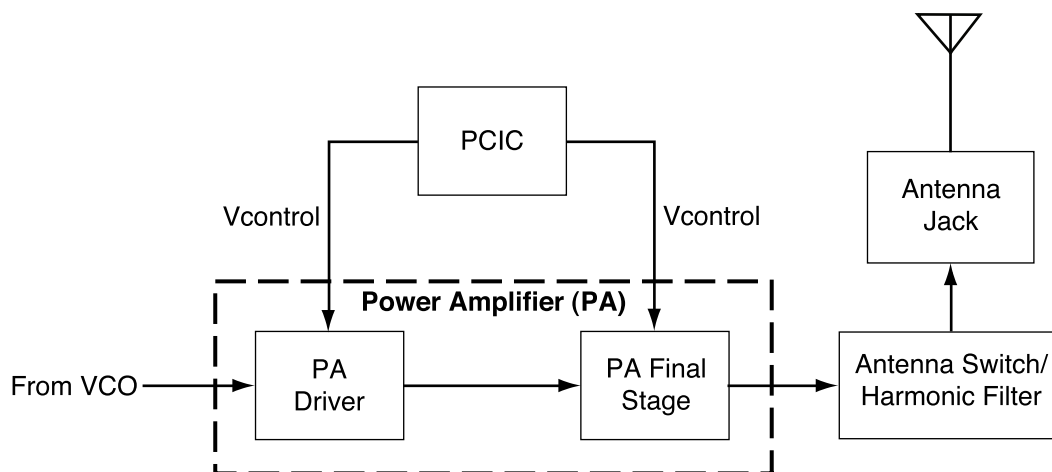 PCIC
Antenna
Jack
Vcontrol
Vcontrol
Power Amplifier (PA)
From VCO
PA
Driver
PA Final
Stage
Antenna Switch/
Harmonic Filter